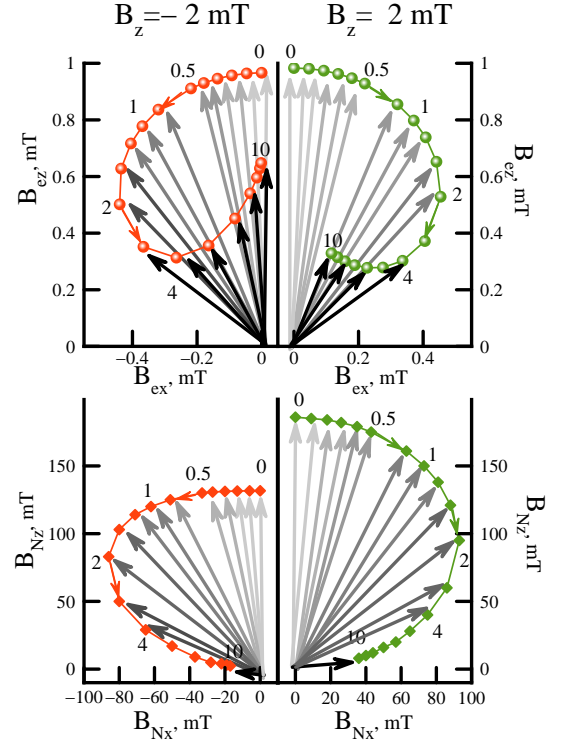 B_z=− 2 mT B_z= 2 mT
0 0
0.5 0.5
1 1
2 2
4 4
10 10
B_ez, mT
0 0.2 0.4 0.6 0.8 1
−0.4 −0.2 0
B_ex, mT
0 0.2 0.4
B_ex, mT
0 0.2 0.4 0.6 0.8 1
B_ez, mT
0 0
0.5 0.5
1 1
2
4 4
10 10
B_Nz, mT
0 50 100 150
−100 −80 −60 −40 −20 0
B_Nx, mT
0 20 40 60 80 100
B_Nx, mT
0 50 100 150
B_Nz, mT